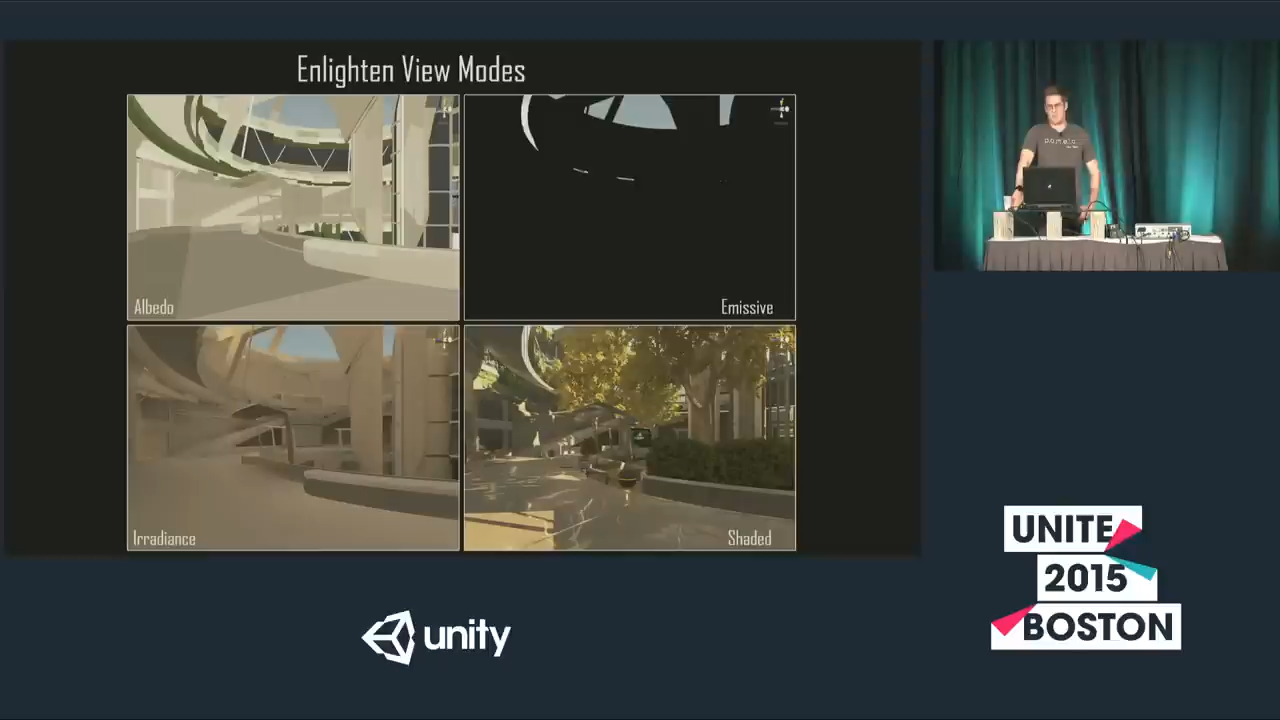 Enlighten View Modes
Albedo
Emissive
Irradiance
Shaded
unity
UNITE
2015
BOSTON